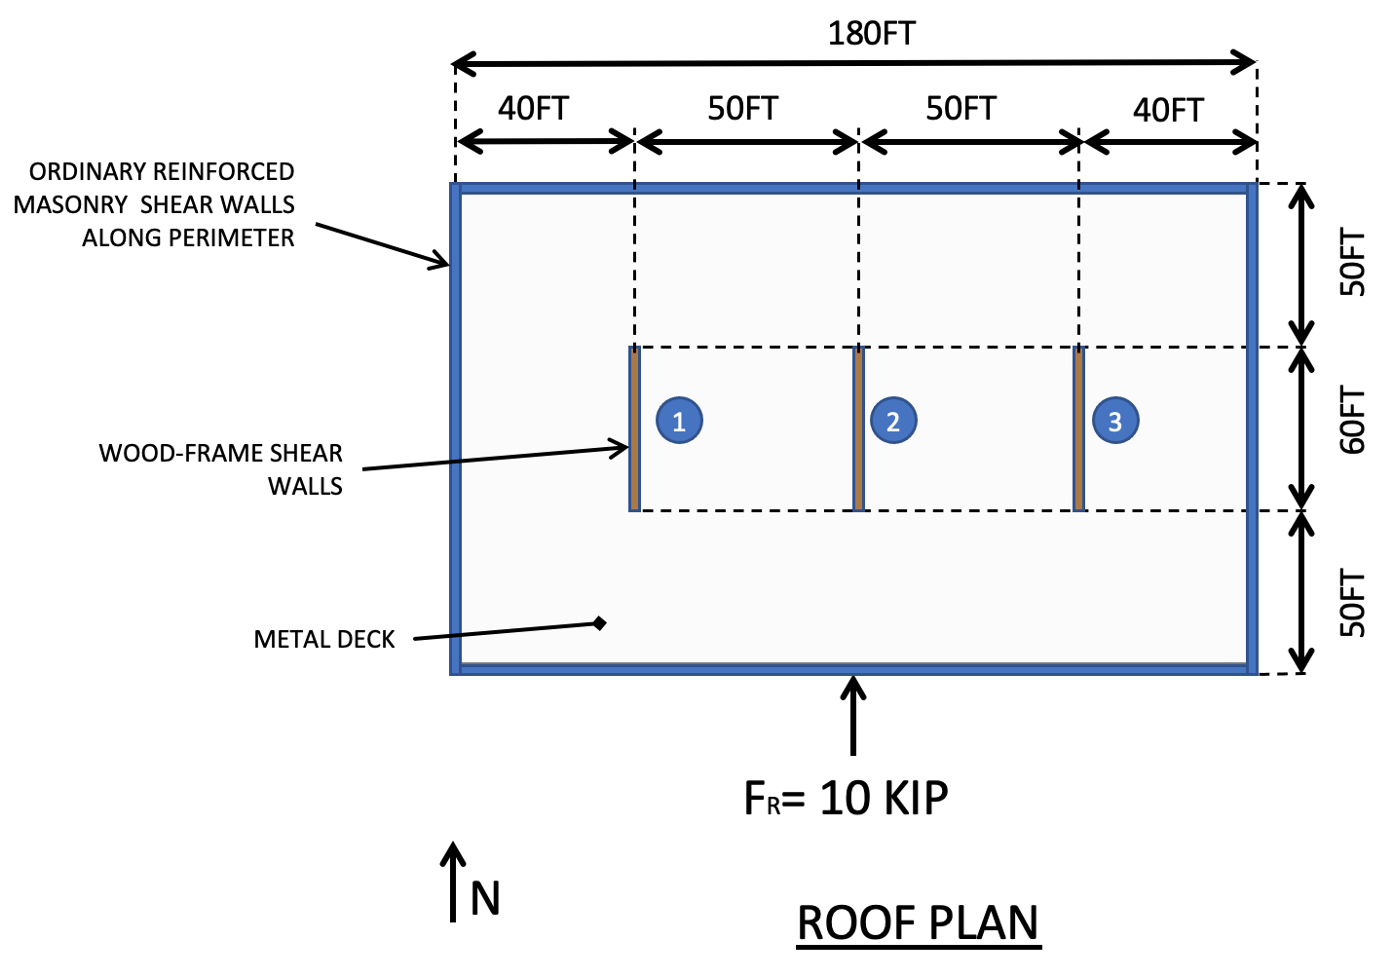 180FT
40FT
50FT
50FT
40FT
ORDINARY REINFORCED
MASONRY SHEAR WALLS
ALONG PERIMETER
50FT
1
2
3
60FT
WOOD-FRAME SHEAR
WALLS
50FT
METAL DECK
FR= 10 KIP
N
ROOF PLAN